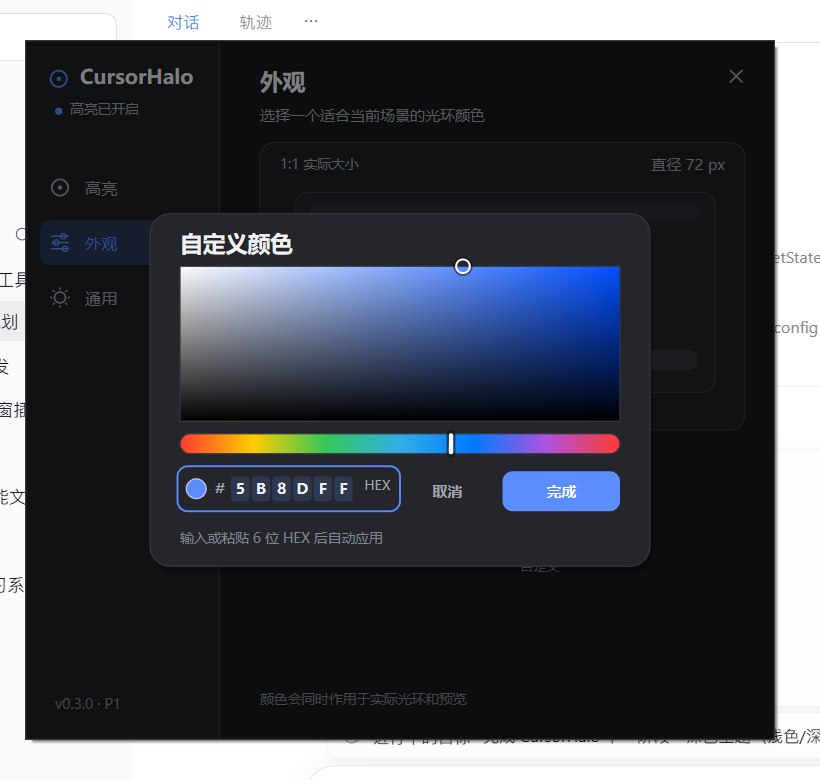 对话 轨迹 ···
CursorHalo
高亮已开启
高亮
外观
通用
v0.3.0 · P1
外观
选择一个适合当前场景的光环颜色
1:1 实际大小 直径 72 px
自定义颜色
# 5 B 8 D F F HEX
取消
完成
输入或粘贴 6 位 HEX 后自动应用
自定义
颜色会同时作用于实际光环和预览
工具
划
发
窗插
能文
习系
etState
config